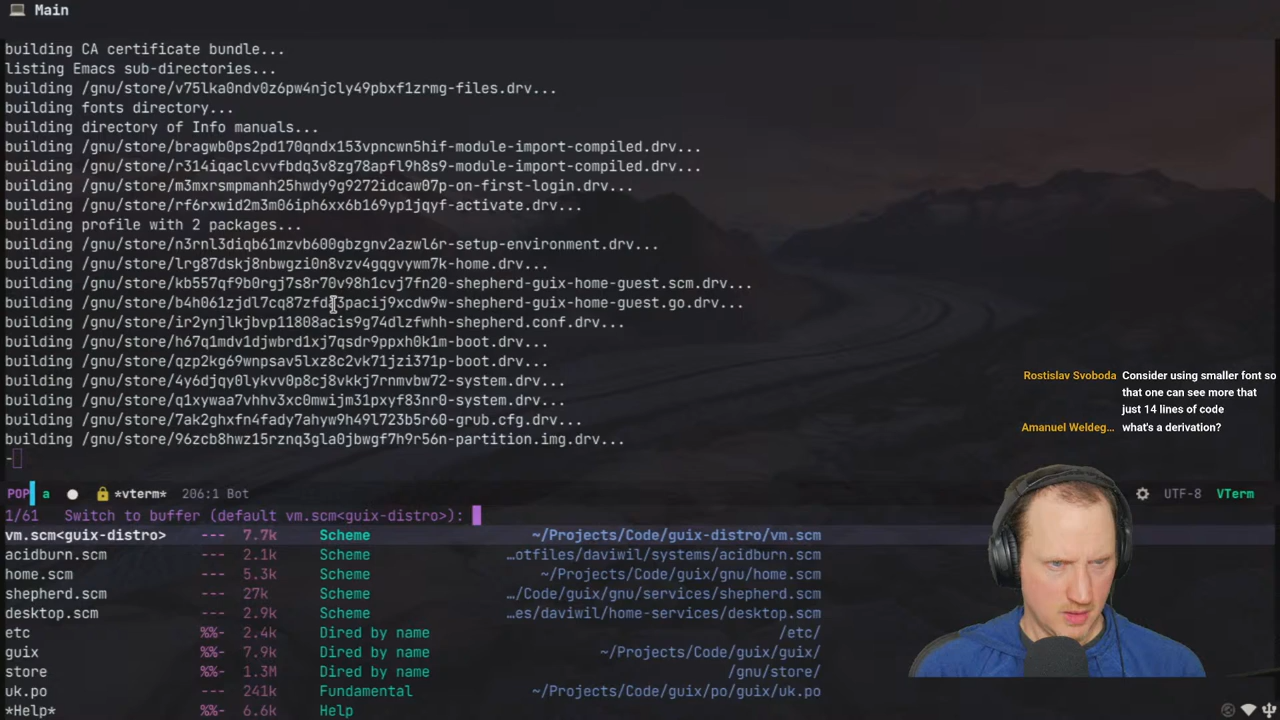 Main
building CA certificate bundle...
listing Emacs sub-directories...
building /gnu/store/v75lka0ndv0z6pw4njcly49pbxf1zrmg-files.drv...
building fonts directory...
building directory of Info manuals...
building /gnu/store/bragwb0ps2pd170qndx153vpncwn5hif-module-import-compiled.drv...
building /gnu/store/r314iqaclcvvfbdq3v8zg78apfl9h8s9-module-import-compiled.drv...
building /gnu/store/m3mxrsmpmanh25hwdy9g9272idcaw07p-on-first-login.drv...
building /gnu/store/rf6rxwid2m3m06iph6xx6b169yp1jqyf-activate.drv...
building profile with 2 packages...
building /gnu/store/n3rnl3diqb61mzvb600gbzgnv2azwl6r-setup-environment.drv...
building /gnu/store/lrg87dskj8nbwgzi0n8vzv4gqgvywm7k-home.drv...
building /gnu/store/kb557qf9b0rgj7s8r70v98h1cvj7fn20-shepherd-guix-home-guest.scm.drv...
building
building /gnu/store/ir2ynjlkjbvp11808acis9g74dlzfwhh-shepherd.conf.drv...
building /gnu/store/h67q1mdv1djwbrd1xj7qsdr9ppxh0k1m-boot.drv...
building /gnu/store/qzp2kg69wnpsav5lxz8c2vk71jzi371p-boot.drv...
building /gnu/store/4y6djqy0lykvv0p8cj8vkkj7rnmvbw72-system.drv...
building /gnu/store/q1xywaa7vhhv3xc0mwijm31pxyf83nr0-system.drv...
building /gnu/store/7ak2ghxfn4fady7ahyw9h49l723b5r60-grub.cfg.drv...
building /gnu/store/96zcb8hwz15rznq3gla0jbwgf7h9r56n-partition.img.drv...
-
Rostislav Svoboda Consider using smaller font so
that one can see more that
just 14 lines of code
Amanuel Weldeg… what's a derivation?
POP a *vterm* 206:1 Bot UTF-8 VTerm
1/61 Switch to buffer (default vm.scm<guix-distro>):
vm.scm<guix-distro> --- 7.7k Scheme ~/Projects/Code/guix-distro/vm.scm
acidburn.scm --- 2.1k Scheme …otfiles/daviwil/systems/acidburn.scm
home.scm --- 5.3k Scheme ~/Projects/Code/guix/gnu/home.scm
shepherd.scm --- 27k Scheme …/Code/guix/gnu/services/shepherd.scm
desktop.scm --- 2.9k Scheme …es/daviwil/home-services/desktop.scm
etc %%- 2.4k Dired by name /etc/
guix %%- 7.9k Dired by name ~/Projects/Code/guix/guix/
store %%- 1.3M Dired by name /gnu/store/
uk.po --- 241k Fundamental ~/Projects/Code/guix/po/guix/uk.po
*Help* %%- 6.6k Help